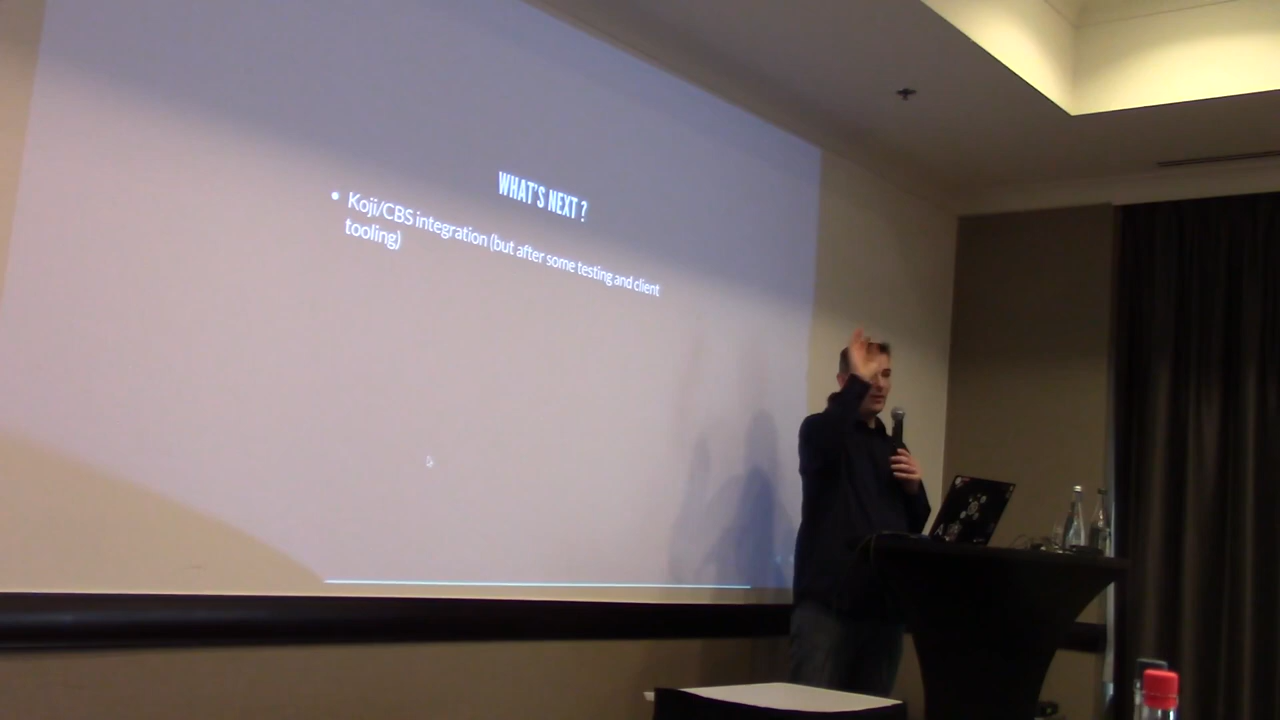 WHAT'S NEXT ?
• Koji/CBS integration (but after some testing and client
tooling)